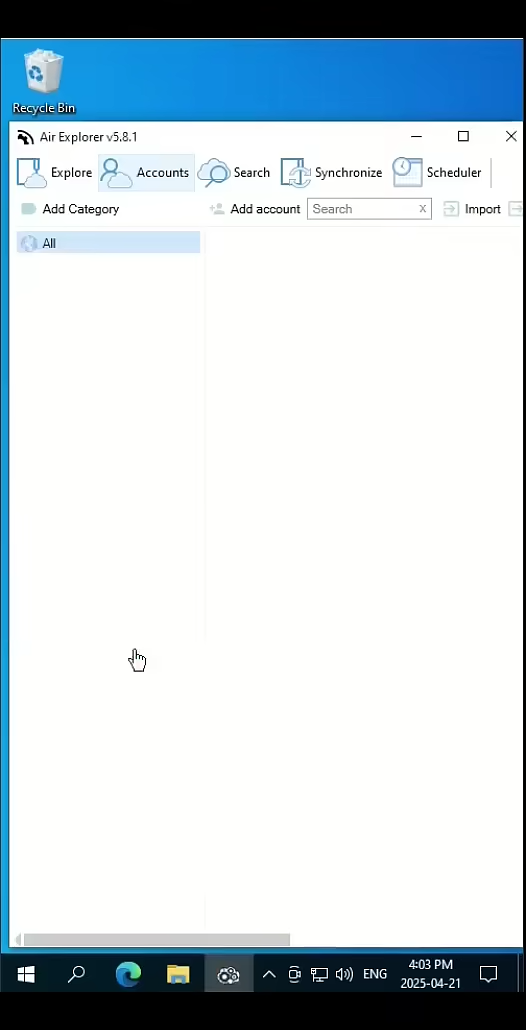 Recycle Bin
Air Explorer v5.8.1
Explore Accounts Search Synchronize Scheduler
Add Category Add account Search x Import
All
ENG
4:03 PM
2025-04-21